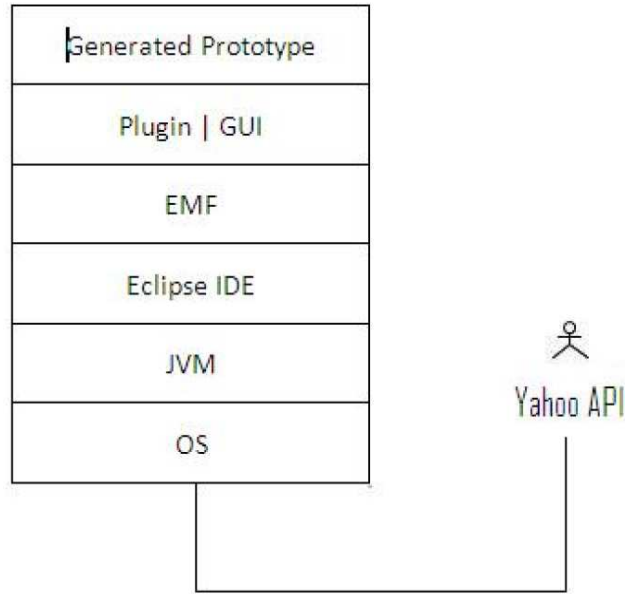 Generated Prototype
Plugin | GUI
EMF
Eclipse IDE
JVM
OS
Yahoo API